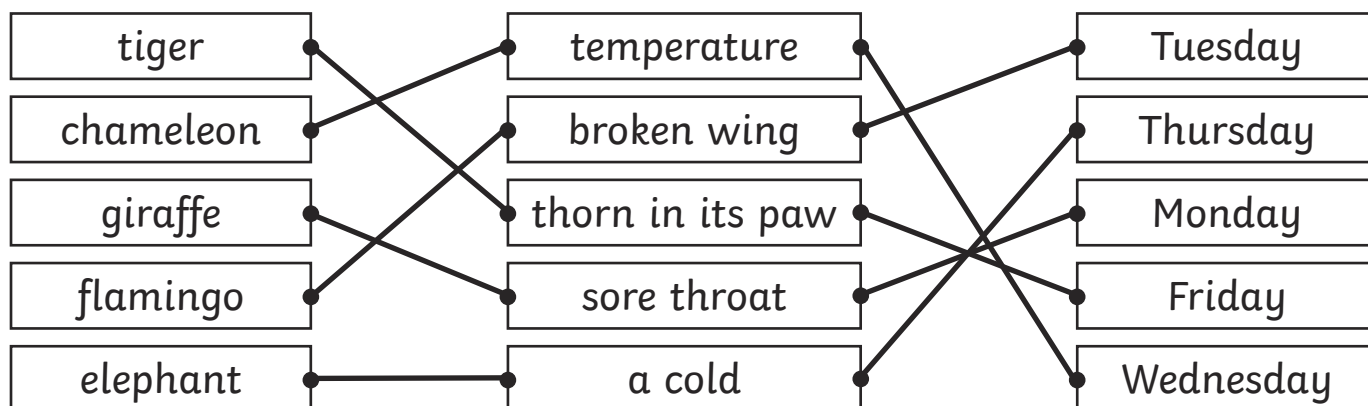 tiger temperature Tuesday
chameleon broken wing Thursday
giraffe thorn in its paw Monday
flamingo sore throat Friday
elephant a cold Wednesday